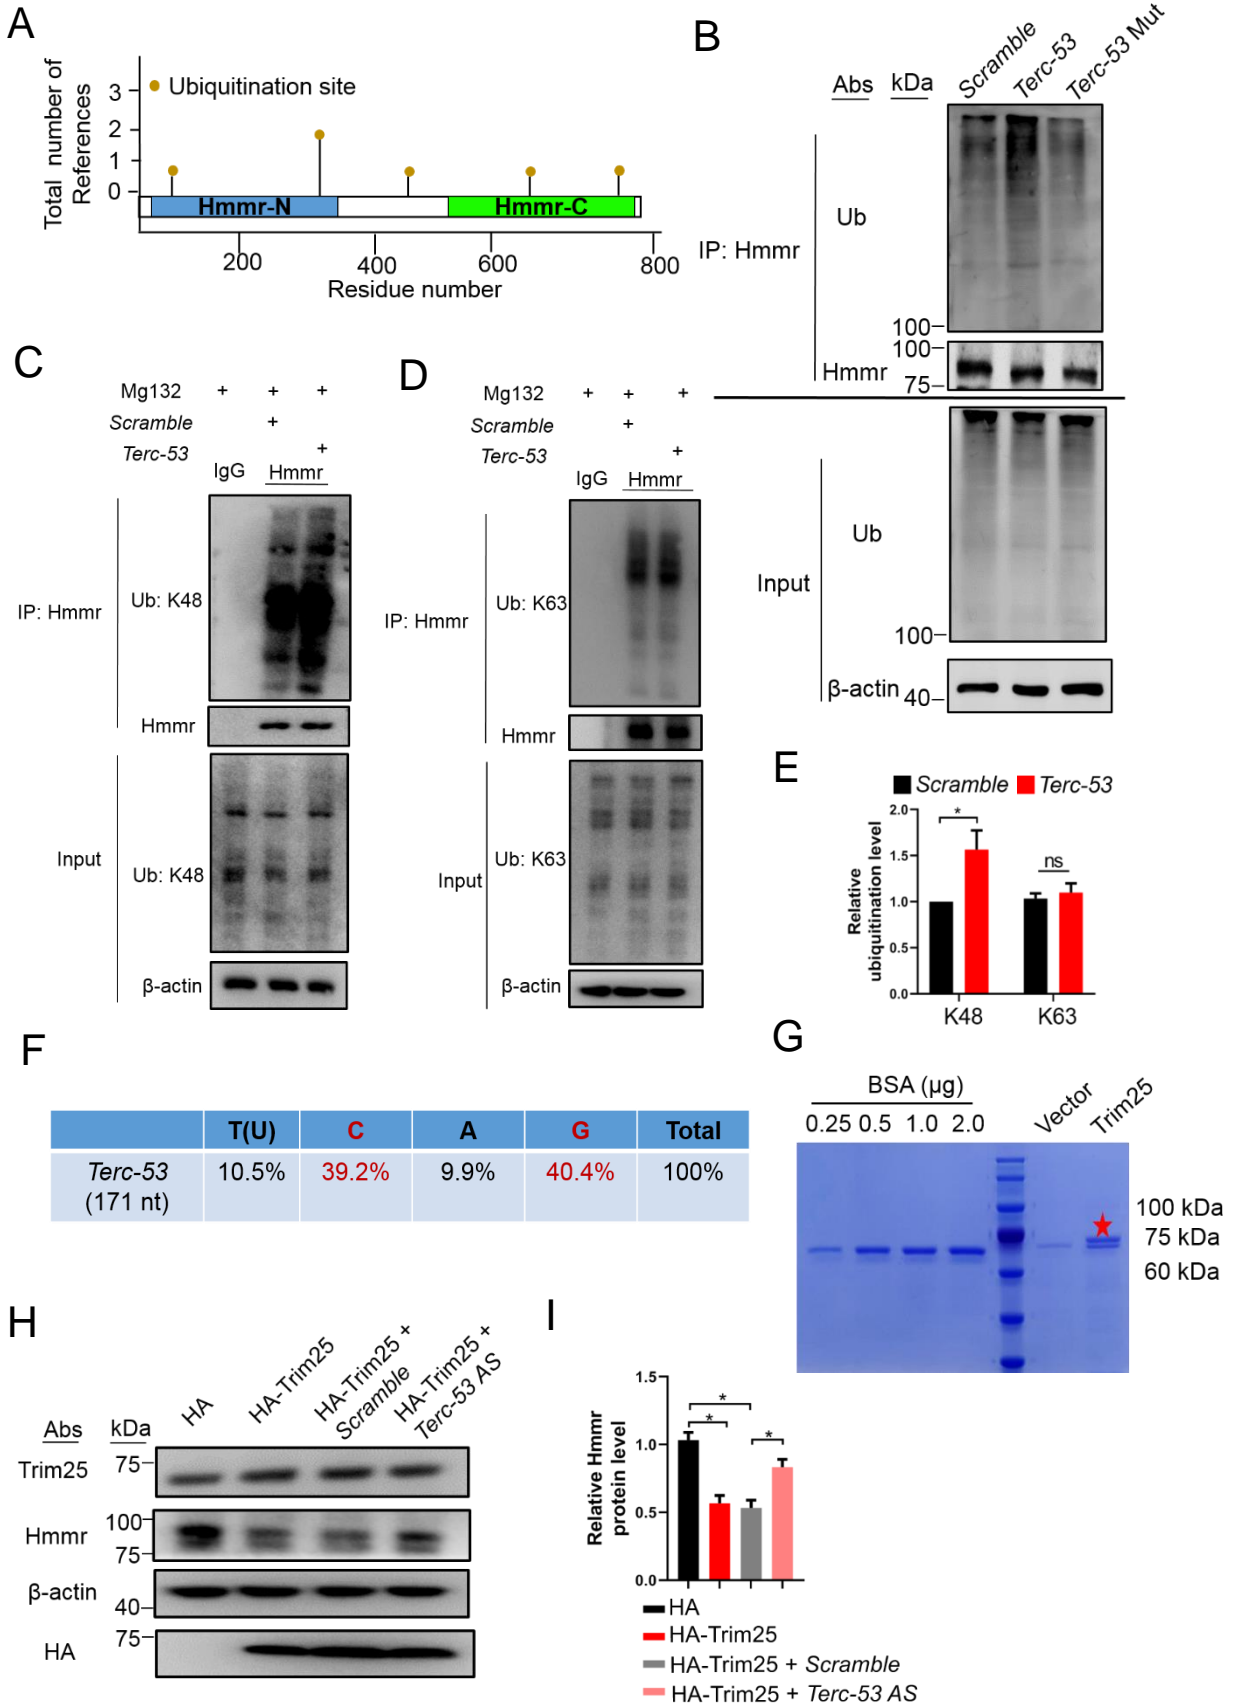 A
Total number of
References
3
2
1
0
Ubiquitination site
Hmmr-N
Hmmr-C
200
400
600
800
Residue number
B
Abs
kDa
Scramble
Terc-53
Terc-53 Mut
IP: Hmmr
Ub
100
100
Hmmr
75
Input
Ub
100
β-actin
40
C
Mg132 + + +
Scramble +
Terc-53 +
IgG Hmmr
IP: Hmmr
Ub: K48
Hmmr
Input
Ub: K48
β-actin
D
Mg132 + + +
Scramble +
Terc-53 +
IgG Hmmr
IP: Hmmr
Ub: K63
Hmmr
Input
Ub: K63
β-actin
E
Scramble Terc-53
Relative
ubiquitination level
2.0
1.5
1.0
0.5
0.0
*
ns
K48 K63
F
T(U) C A G Total
Terc-53 10.5% 39.2% 9.9% 40.4% 100%
(171 nt)
G
BSA (μg)
0.25 0.5 1.0 2.0
Vector
Trim25
100 kDa
75 kDa
60 kDa
H
Abs
kDa
HA
HA-Trim25
HA-Trim25 +
Scramble
HA-Trim25 +
Terc-53 AS
Trim25
75
Hmmr
100
75
β-actin
40
HA
75
I
Relative Hmmr
protein level
1.5
1.0
0.5
0.0
*
*
*
HA
HA-Trim25
HA-Trim25 + Scramble
HA-Trim25 + Terc-53 AS